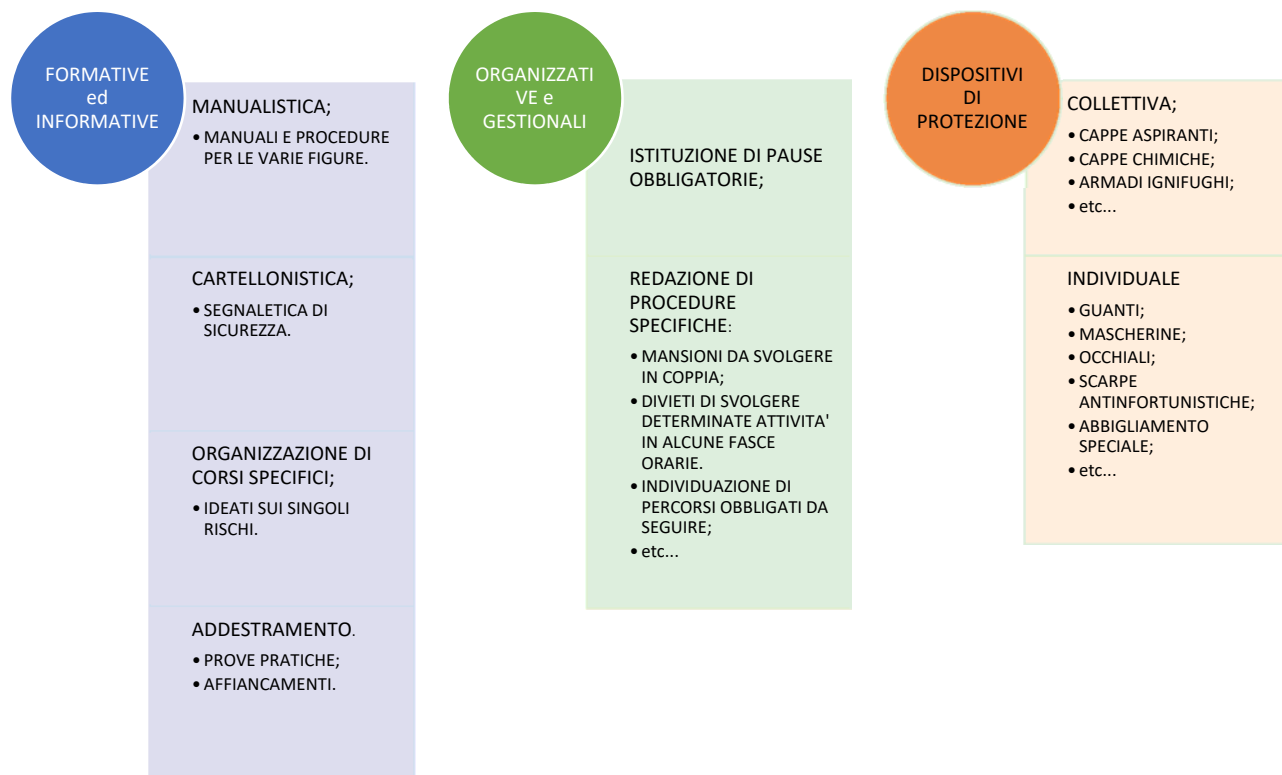 FORMATIVE
ed
INFORMATIVE
MANUALISTICA;
• MANUALI E PROCEDURE
PER LE VARIE FIGURE.
CARTELLONISTICA;
• SEGNALETICA DI
SICUREZZA.
ORGANIZZAZIONE DI
CORSI SPECIFICI;
• IDEATI SUI SINGOLI
RISCHI.
ADDESTRAMENTO.
• PROVE PRATICHE;
• AFFIANCAMENTI.
ORGANIZZATI
VE e
GESTIONALI
ISTITUZIONE DI PAUSE
OBBLIGATORIE;
REDAZIONE DI
PROCEDURE
SPECIFICHE:
• MANSIONI DA SVOLGERE
IN COPPIA;
• DIVIETI DI SVOLGERE
DETERMINATE ATTIVITA'
IN ALCUNE FASCE
ORARIE.
• INDIVIDUAZIONE DI
PERCORSI OBBLIGATI DA
SEGUIRE;
• etc...
DISPOSITIVI
DI
PROTEZIONE
COLLETTIVA;
• CAPPE ASPIRANTI;
• CAPPE CHIMICHE;
• ARMADI IGNIFUGHI;
• etc...
INDIVIDUALE
• GUANTI;
• MASCHERINE;
• OCCHIALI;
• SCARPE
ANTINFORTUNISTICHE;
• ABBIGLIAMENTO
SPECIALE;
• etc...